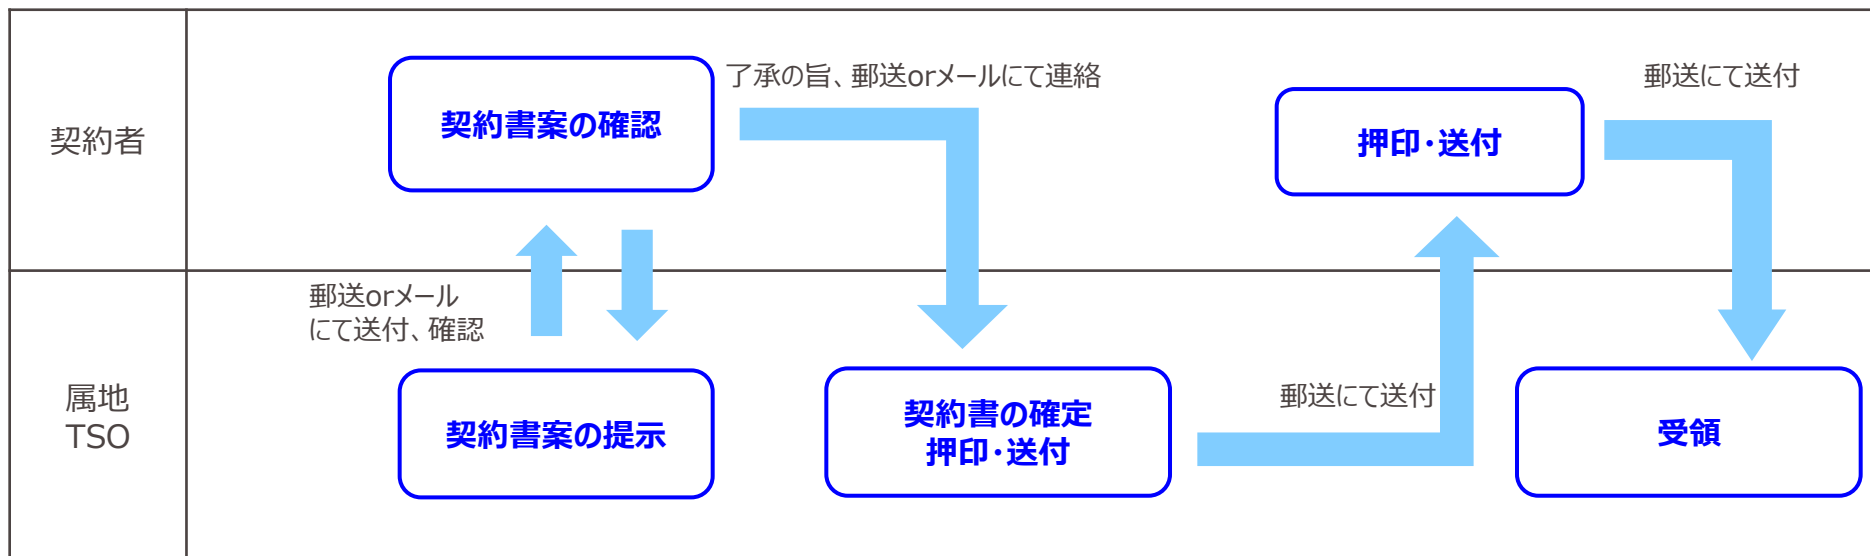 契約者
契約書案の確認
了承の旨、郵送orメールにて連絡
押印・送付
郵送にて送付
属地
TSO
郵送orメール
にて送付、確認
契約書案の提示
契約書の確定
押印・送付
郵送にて送付
受領